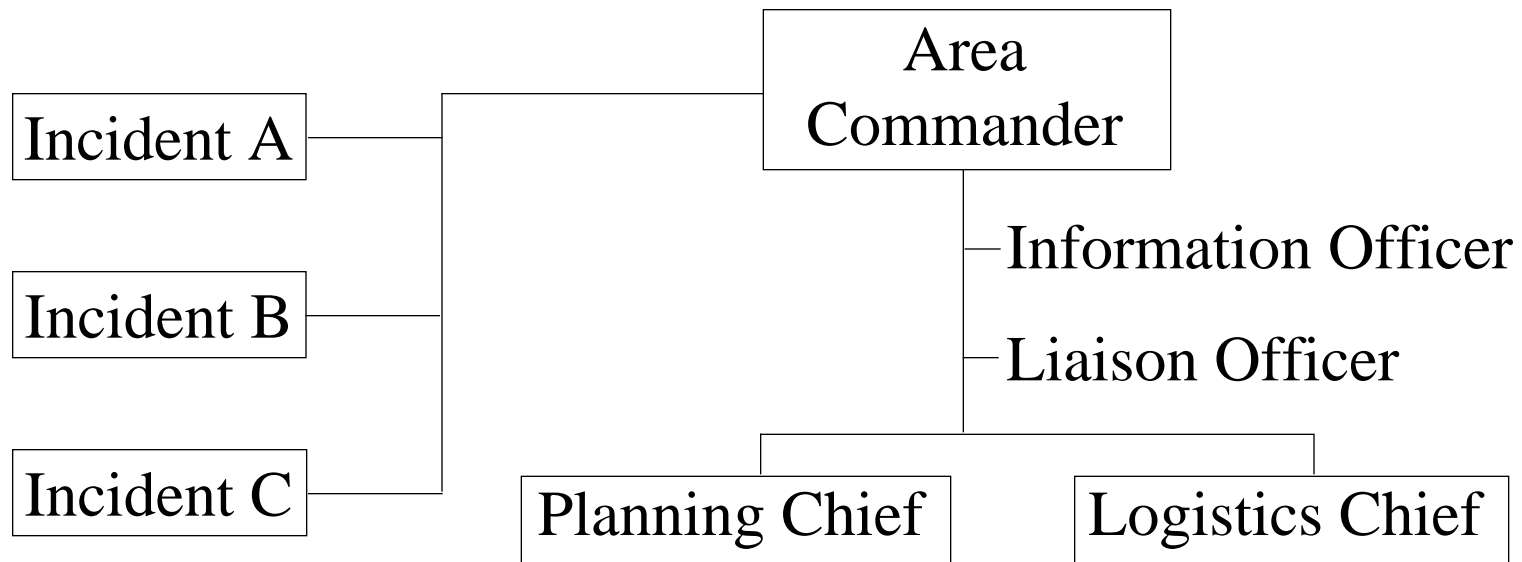 Area
Commander
Incident A
Information Officer
Incident B
Liaison Officer
Incident C
Planning Chief
Logistics Chief